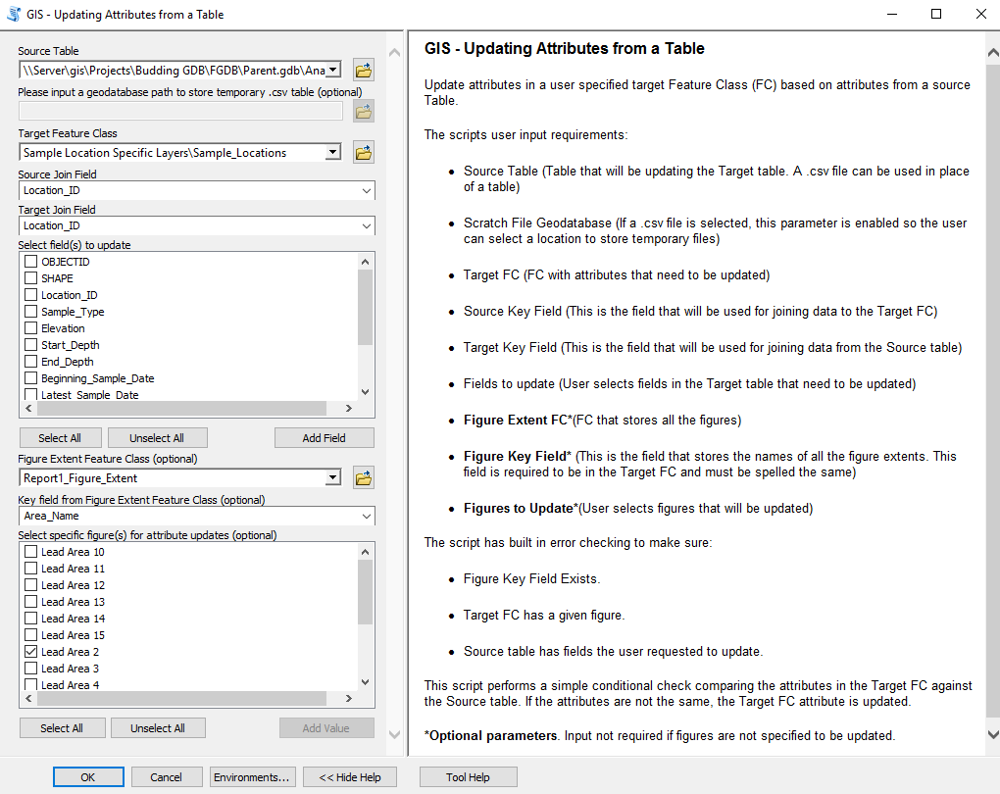 GIS - Updating Attributes from a Table
Source Table
\\Server\gis\Projects\Budding GDB\FGDB\Parent.gdb\Ana
Please input a geodatabase path to store temporary .csv table (optional)
Target Feature Class
Sample Location Specific Layers\Sample_Locations
Source Join Field
Location_ID
Target Join Field
Location_ID
Select field(s) to update
OBJECTID
SHAPE
Location_ID
Sample_Type
Elevation
Start_Depth
End_Depth
Beginning_Sample_Date
Latest_Sample_Date
Select All
Unselect All
Add Field
Figure Extent Feature Class (optional)
Report1_Figure_Extent
Key field from Figure Extent Feature Class (optional)
Area_Name
Select specific figure(s) for attribute updates (optional)
Lead Area 10
Lead Area 11
Lead Area 12
Lead Area 13
Lead Area 14
Lead Area 15
Lead Area 2
Lead Area 3
Lead Area 4
Select All
Unselect All
Add Value
GIS - Updating Attributes from a Table
Update attributes in a user specified target Feature Class (FC) based on attributes from a source
Table.
The scripts user input requirements:
• Source Table (Table that will be updating the Target table. A .csv file can be used in place
of a table)
• Scratch File Geodatabase (If a .csv file is selected, this parameter is enabled so the user
can select a location to store temporary files)
• Target FC (FC with attributes that need to be updated)
• Source Key Field (This is the field that will be used for joining data to the Target FC)
• Target Key Field (This is the field that will be used for joining data from the Source table)
• Fields to update (User selects fields in the Target table that need to be updated)
• Figure Extent FC*(FC that stores all the figures)
• Figure Key Field* (This is the field that stores the names of all the figure extents. This
field is required to be in the Target FC and must be spelled the same)
• Figures to Update*(User selects figures that will be updated)
The script has built in error checking to make sure:
• Figure Key Field Exists.
• Target FC has a given figure.
• Source table has fields the user requested to update.
This script performs a simple conditional check comparing the attributes in the Target FC against
the Source table. If the attributes are not the same, the Target FC attribute is updated.
*Optional parameters. Input not required if figures are not specified to be updated.
OK
Cancel
Environments...
<< Hide Help
Tool Help